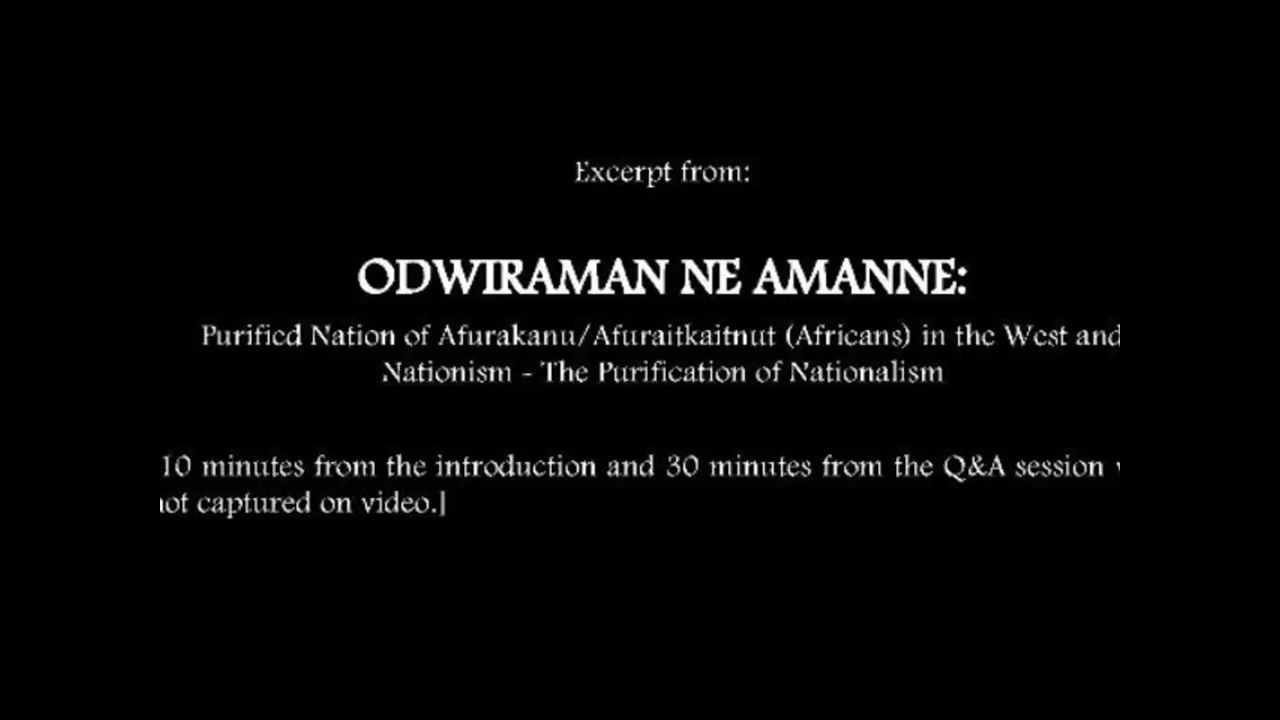 Excerpt from:
ODWIRAMAN NE AMANNE:
Purified Nation of Afurakanu/Afuraitkaitnut (Africans) in the West and
Nationism - The Purification of Nationalism
10 minutes from the introduction and 30 minutes from the Q&A session
captured on video.]